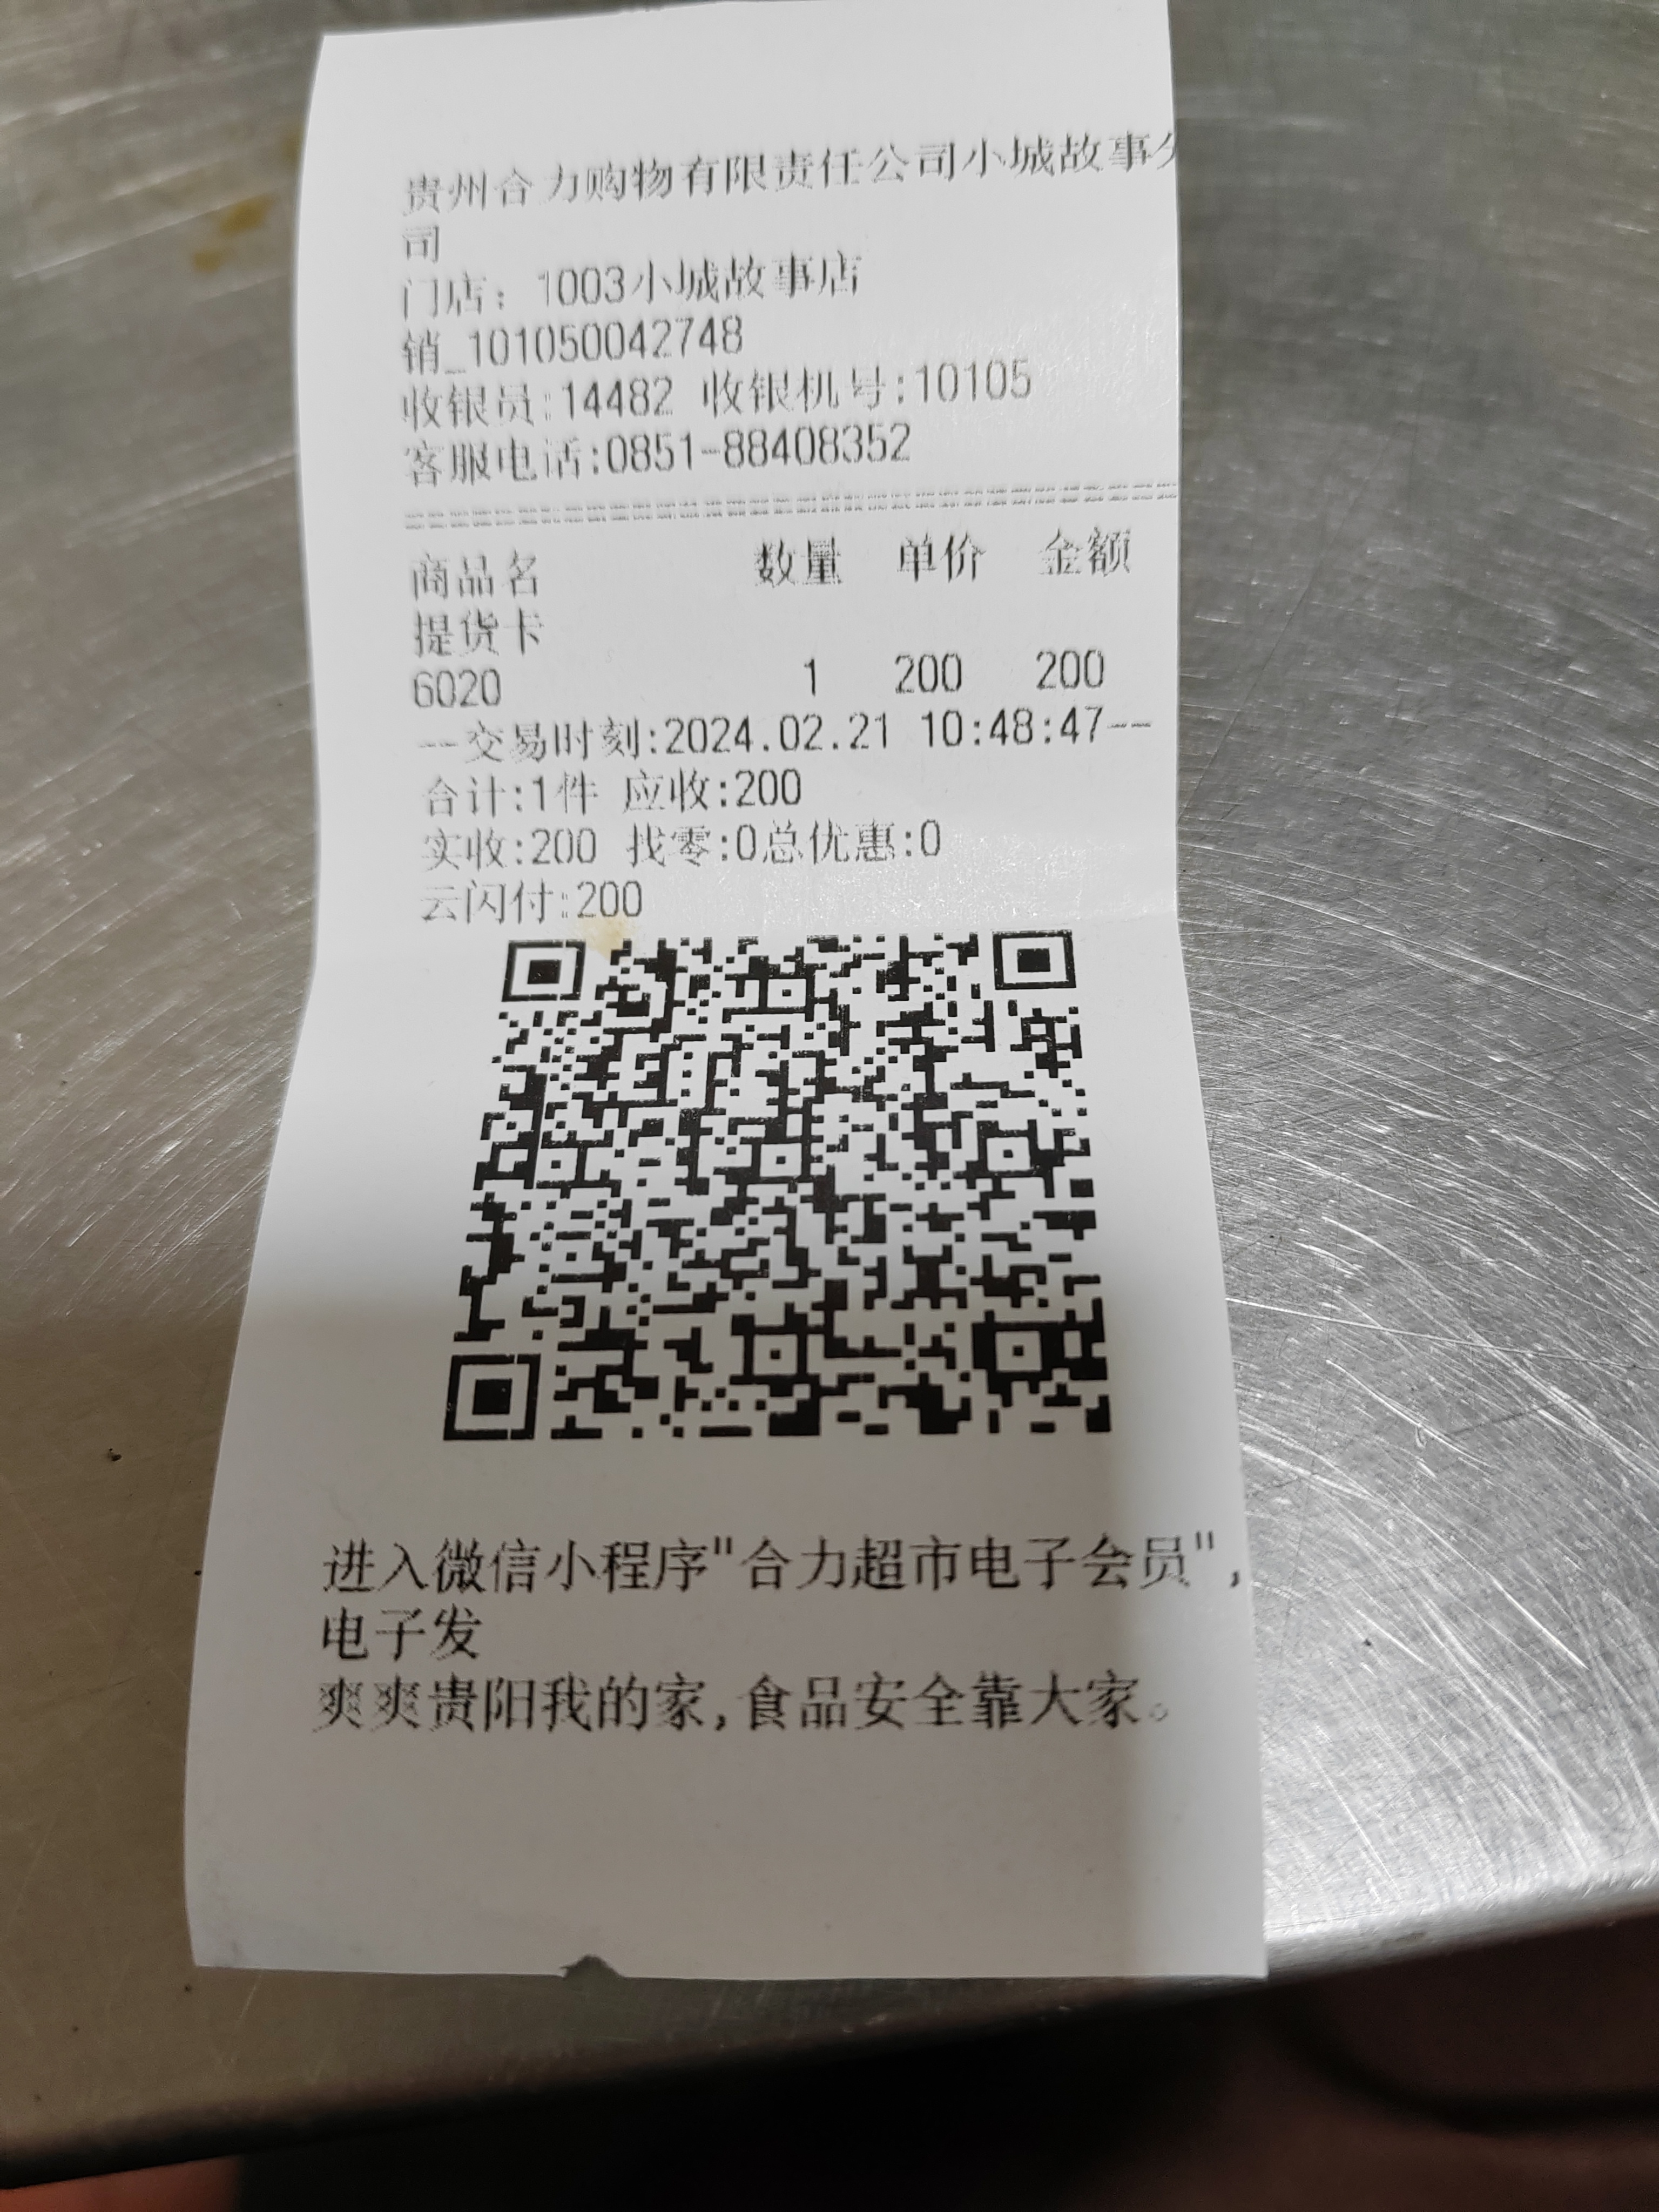 贵州合力购物有限责任公司小城故事分
司
门店：1003小城故事店
销_101050042748
收银员:14482 收银机号:10105
客服电话:0851-88408352
商品名 数量 单价 金额
提货卡
6020 1 200 200
--交易时刻:2024.02.21 10:48:47--
合计:1件 应收:200
实收:200 找零:0总优惠:0
云闪付:200
进入微信小程序"合力超市电子会员",
电子发
爽爽贵阳我的家,食品安全靠大家。